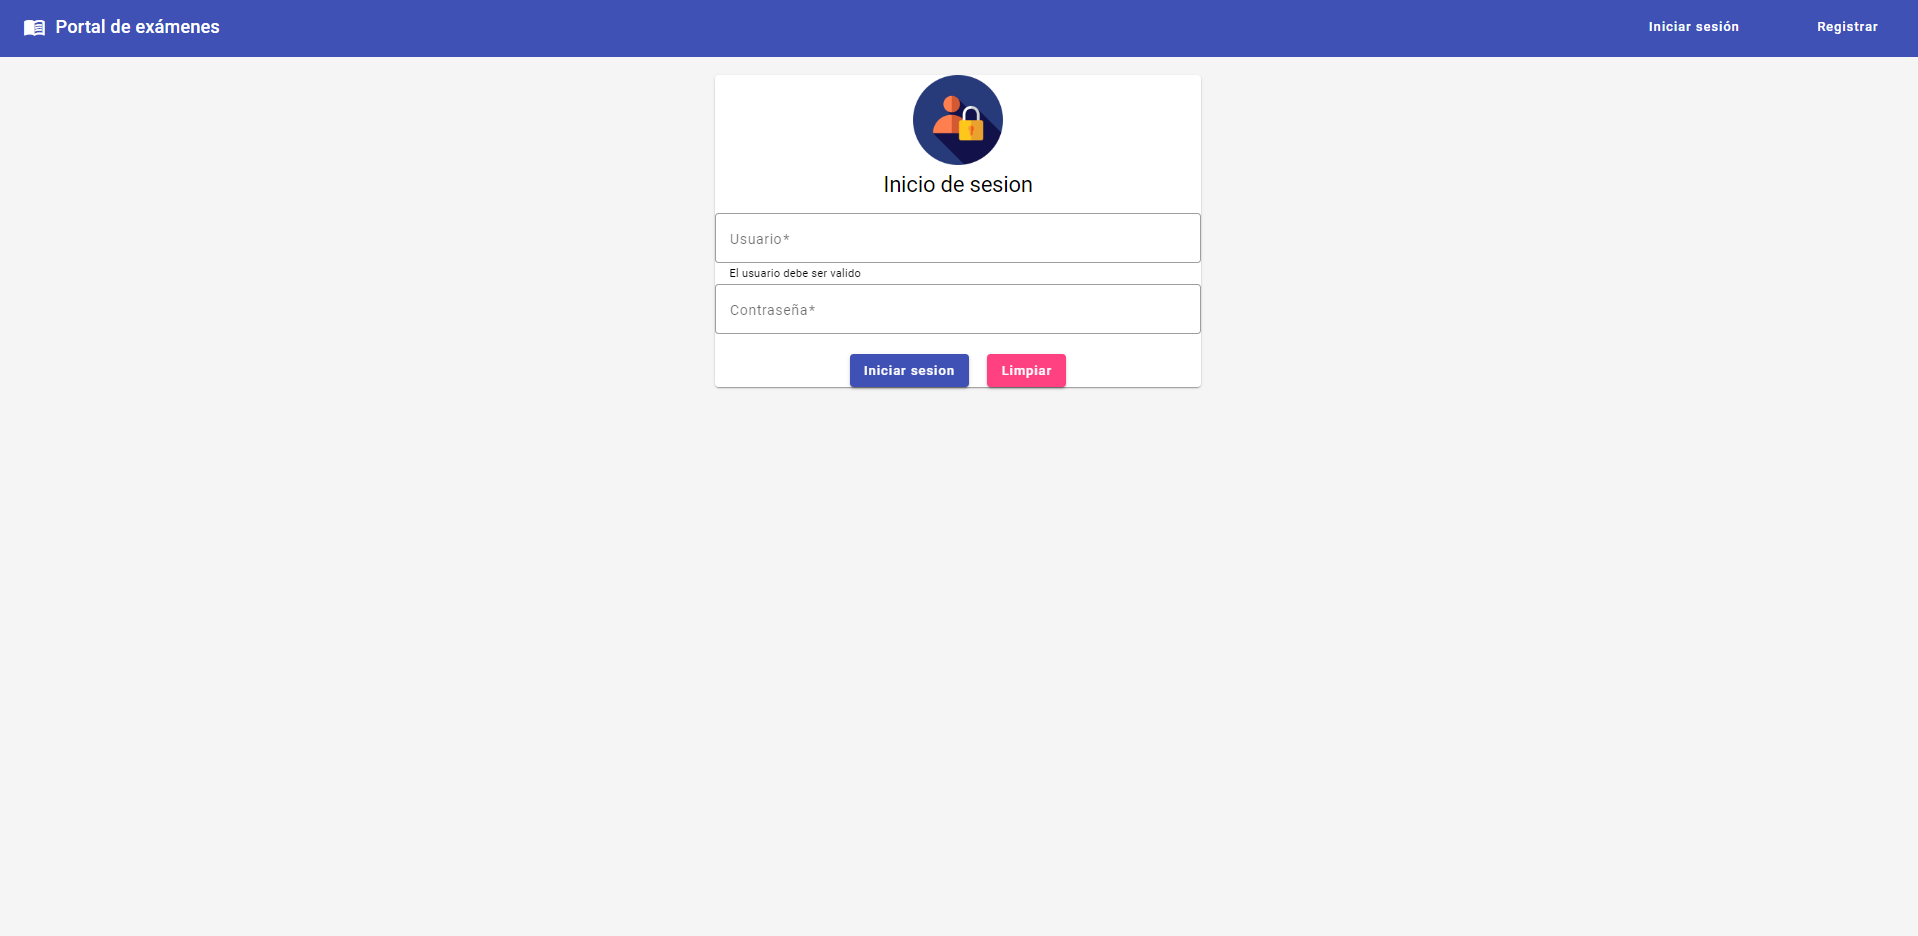 Portal de exámenes
Iniciar sesión
Registrar
Inicio de sesion
Usuario*
El usuario debe ser valido
Contraseña*
Iniciar sesion
Limpiar